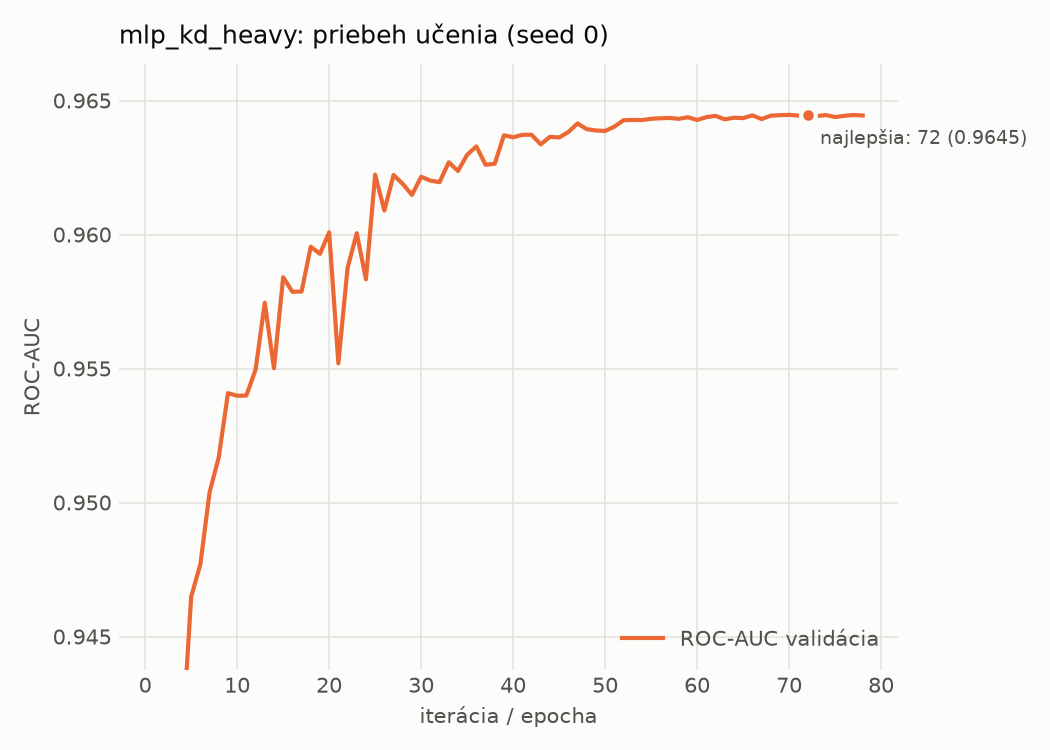 mlp_kd_heavy: priebeh učenia (seed 0)
0.965
najlepšia: 72 (0.9645)
0.960
0.955
ROC-AUC
0.950
0.945
ROC-AUC validácia
0 10 20 30 40 50 60 70 80
iterácia / epocha